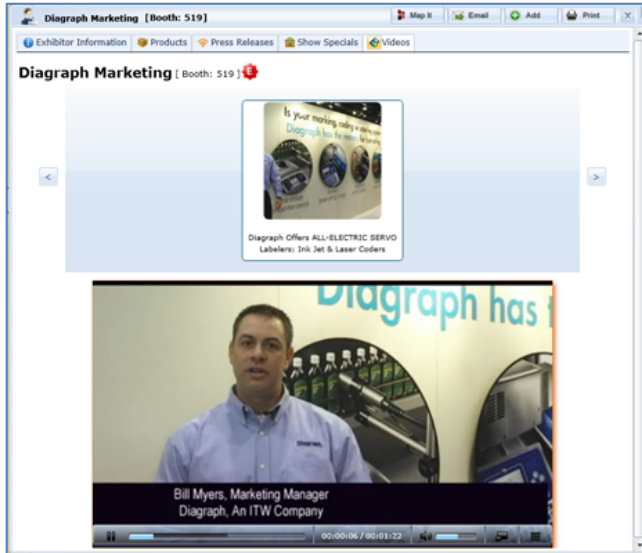 Diagraph Marketing [Booth: 519]
Map It
Email
Add
Print
X
Exhibitor Information
Products
Press Releases
Show Specials
Videos
Diagraph Marketing [ Booth: 519 ] E
Is your marking, coding or
Diagraph has the
<
>
Diagraph Offers ALL-ELECTRIC SERVO
Labelers: Ink Jet & Laser Coders
Diagraph has
Diagraph
Bill Myers, Marketing Manager
Diagraph, An ITW Company
00:00:06 / 00:01:22